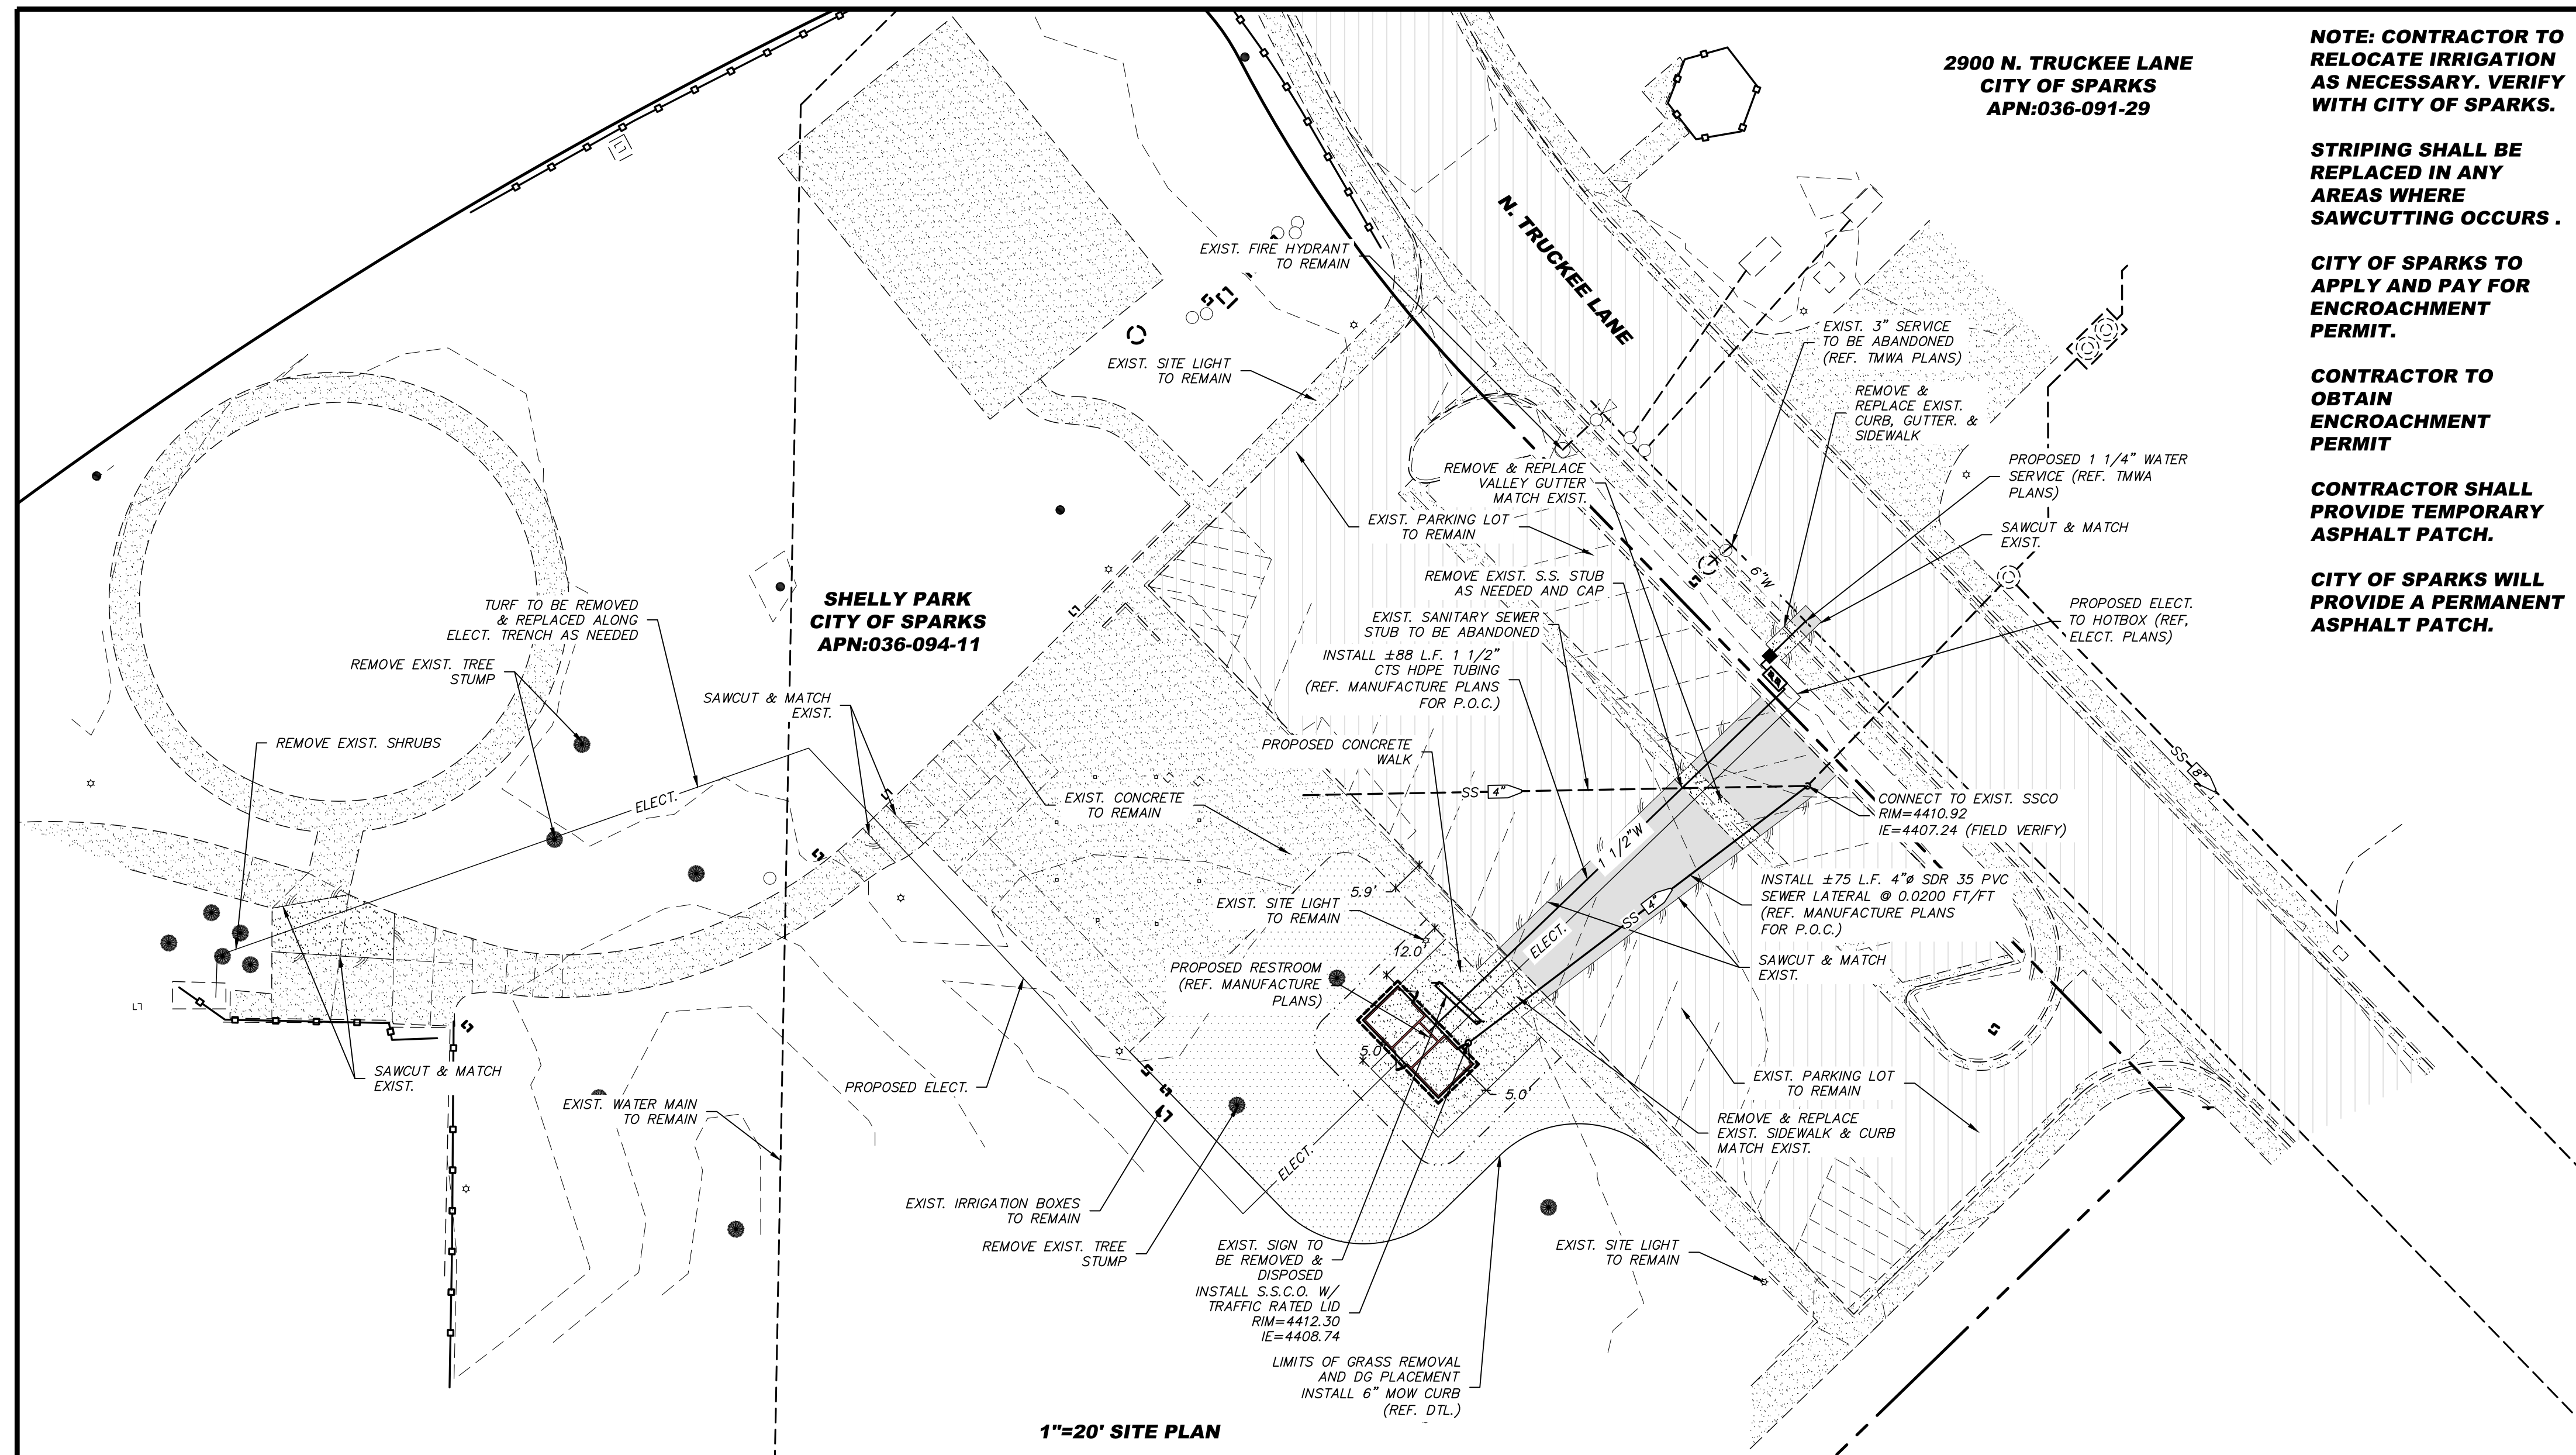 2900 N. TRUCKEE LANE
CITY OF SPARKS
APN:036-091-29
NOTE: CONTRACTOR TO
RELOCATE IRRIGATION
AS NECESSARY. VERIFY
WITH CITY OF SPARKS.
STRIPING SHALL BE
REPLACED IN ANY
AREAS WHERE
SAWCUTTING OCCURS .
CITY OF SPARKS TO
APPLY AND PAY FOR
ENCROACHMENT
PERMIT.
CONTRACTOR TO
OBTAIN
ENCROACHMENT
PERMIT
CONTRACTOR SHALL
PROVIDE TEMPORARY
ASPHALT PATCH.
CITY OF SPARKS WILL
PROVIDE A PERMANENT
ASPHALT PATCH.
N. TRUCKEE LANE
EXIST. FIRE HYDRANT
TO REMAIN
EXIST. SITE LIGHT
TO REMAIN
EXIST. 3" SERVICE
TO BE ABANDONED
(REF. TMWA PLANS)
REMOVE &
REPLACE EXIST.
CURB, GUTTER. &
SIDEWALK
PROPOSED 1 1/4" WATER
SERVICE (REF. TMWA
PLANS)
SAWCUT & MATCH
EXIST.
REMOVE & REPLACE
VALLEY GUTTER
MATCH EXIST.
EXIST. PARKING LOT
TO REMAIN
6"W
REMOVE EXIST. S.S. STUB
AS NEEDED AND CAP
EXIST. SANITARY SEWER
STUB TO BE ABANDONED
INSTALL ±88 L.F. 1 1/2"
CTS HDPE TUBING
(REF. MANUFACTURE PLANS
FOR P.O.C.)
PROPOSED ELECT.
TO HOTBOX (REF,
ELECT. PLANS)
SHELLY PARK
CITY OF SPARKS
APN:036-094-11
TURF TO BE REMOVED
& REPLACED ALONG
ELECT. TRENCH AS NEEDED
REMOVE EXIST. TREE
STUMP
SAWCUT & MATCH
EXIST.
REMOVE EXIST. SHRUBS
PROPOSED CONCRETE
WALK
SS
8"
ELECT.
EXIST. CONCRETE
TO REMAIN
SS
4"
CONNECT TO EXIST. SSCO
RIM=4410.92
IE=4407.24 (FIELD VERIFY)
1 1/2"W
5.9'
INSTALL ±75 L.F. 4"ø SDR 35 PVC
SEWER LATERAL @ 0.0200 FT/FT
(REF. MANUFACTURE PLANS
FOR P.O.C.)
EXIST. SITE LIGHT
TO REMAIN
SS
4"
ELECT.
12.0'
SAWCUT & MATCH
EXIST.
PROPOSED RESTROOM
(REF. MANUFACTURE
PLANS)
5.0'
5.0'
SAWCUT & MATCH
EXIST.
PROPOSED ELECT.
EXIST. PARKING LOT
TO REMAIN
EXIST. WATER MAIN
TO REMAIN
REMOVE & REPLACE
EXIST. SIDEWALK & CURB
MATCH EXIST.
ELECT.
EXIST. IRRIGATION BOXES
TO REMAIN
REMOVE EXIST. TREE
STUMP
EXIST. SIGN TO
BE REMOVED &
DISPOSED
INSTALL S.S.C.O. W/
TRAFFIC RATED LID
RIM=4412.30
IE=4408.74
EXIST. SITE LIGHT
TO REMAIN
LIMITS OF GRASS REMOVAL
AND DG PLACEMENT
INSTALL 6" MOW CURB
(REF. DTL.)
1"=20' SITE PLAN